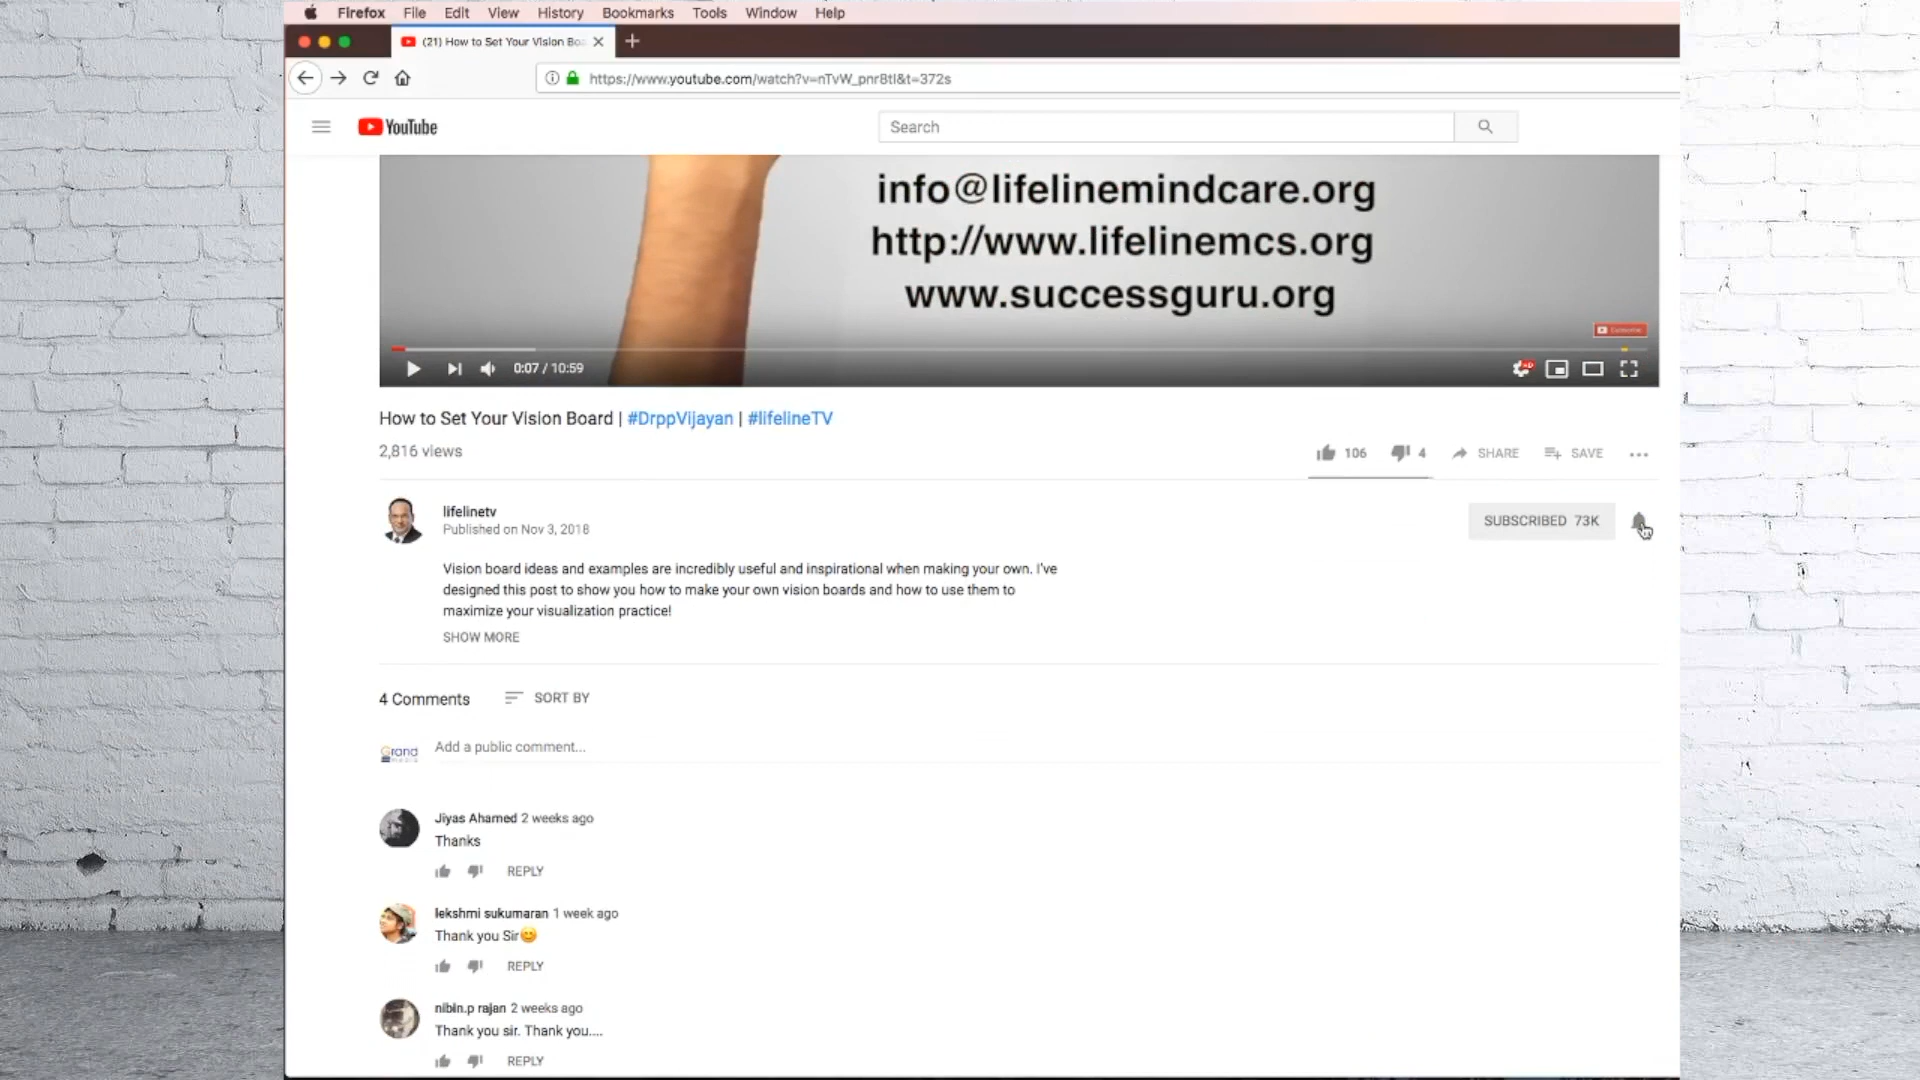 Firefox File Edit View History Bookmarks Tools Window Help
(21) How to Set Your Vision Boa
https://www.youtube.com/watch?v=nTvW_pnr8tI&t=372s
YouTube
Search
info@lifelinemindcare.org
http://www.lifelinemcs.org
www.successguru.org
0:07 / 10:59
HD
How to Set Your Vision Board | #DrppVijayan | #lifelineTV
2,816 views
106 4 SHARE SAVE
lifelinetv
Published on Nov 3, 2018
SUBSCRIBED 73K
Vision board ideas and examples are incredibly useful and inspirational when making your own. I've
designed this post to show you how to make your own vision boards and how to use them to
maximize your visualization practice!
SHOW MORE
4 Comments SORT BY
Grand
Add a public comment...
Jiyas Ahamed 2 weeks ago
Thanks
REPLY
lekshmi sukumaran 1 week ago
Thank you Sir😊
REPLY
nibin.p rajan 2 weeks ago
Thank you sir. Thank you....
REPLY